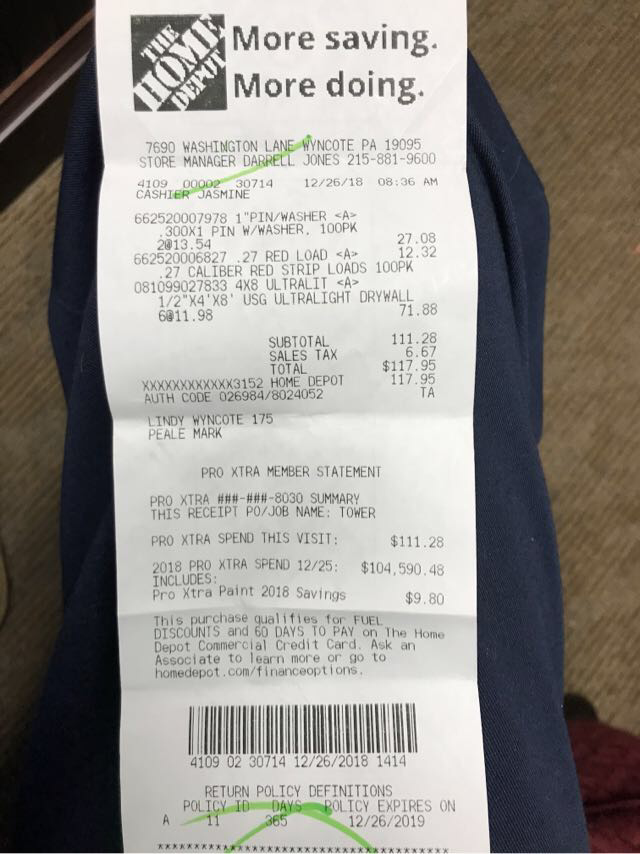 THE
HOME
DEPOT
More saving.
More doing.
7690 WASHINGTON LANE WYNCOTE PA 19095
STORE MANAGER DARRELL JONES 215-881-9600
4109 00002 30714 12/26/18 08:36 AM
CASHIER JASMINE
662520007978 1"PIN/WASHER <A>
.300X1 PIN W/WASHER, 100PK
2@13.54 27.08
662520006827 .27 RED LOAD <A> 12.32
.27 CALIBER RED STRIP LOADS 100PK
081099027833 4X8 ULTRALIT <A>
1/2"X4'X8' USG ULTRALIGHT DRYWALL
6@11.98 71.88
SUBTOTAL 111.28
SALES TAX 6.67
TOTAL $117.95
XXXXXXXXXXXX3152 HOME DEPOT 117.95
AUTH CODE 026984/8024052 TA
LINDY WYNCOTE 175
PEALE MARK
PRO XTRA MEMBER STATEMENT
PRO XTRA ###-###-8030 SUMMARY
THIS RECEIPT PO/JOB NAME: TOWER
PRO XTRA SPEND THIS VISIT: $111.28
2018 PRO XTRA SPEND 12/25: $104,590.48
INCLUDES:
Pro Xtra Paint 2018 Savings $9.80
This purchase qualifies for FUEL
DISCOUNTS and 60 DAYS TO PAY on The Home
Depot Commercial Credit Card. Ask an
Associate to learn more or go to
homedepot.com/financeoptions.
4109 02 30714 12/26/2018 1414
RETURN POLICY DEFINITIONS
POLICY ID DAYS POLICY EXPIRES ON
A 11 365 12/26/2019
*******************************************